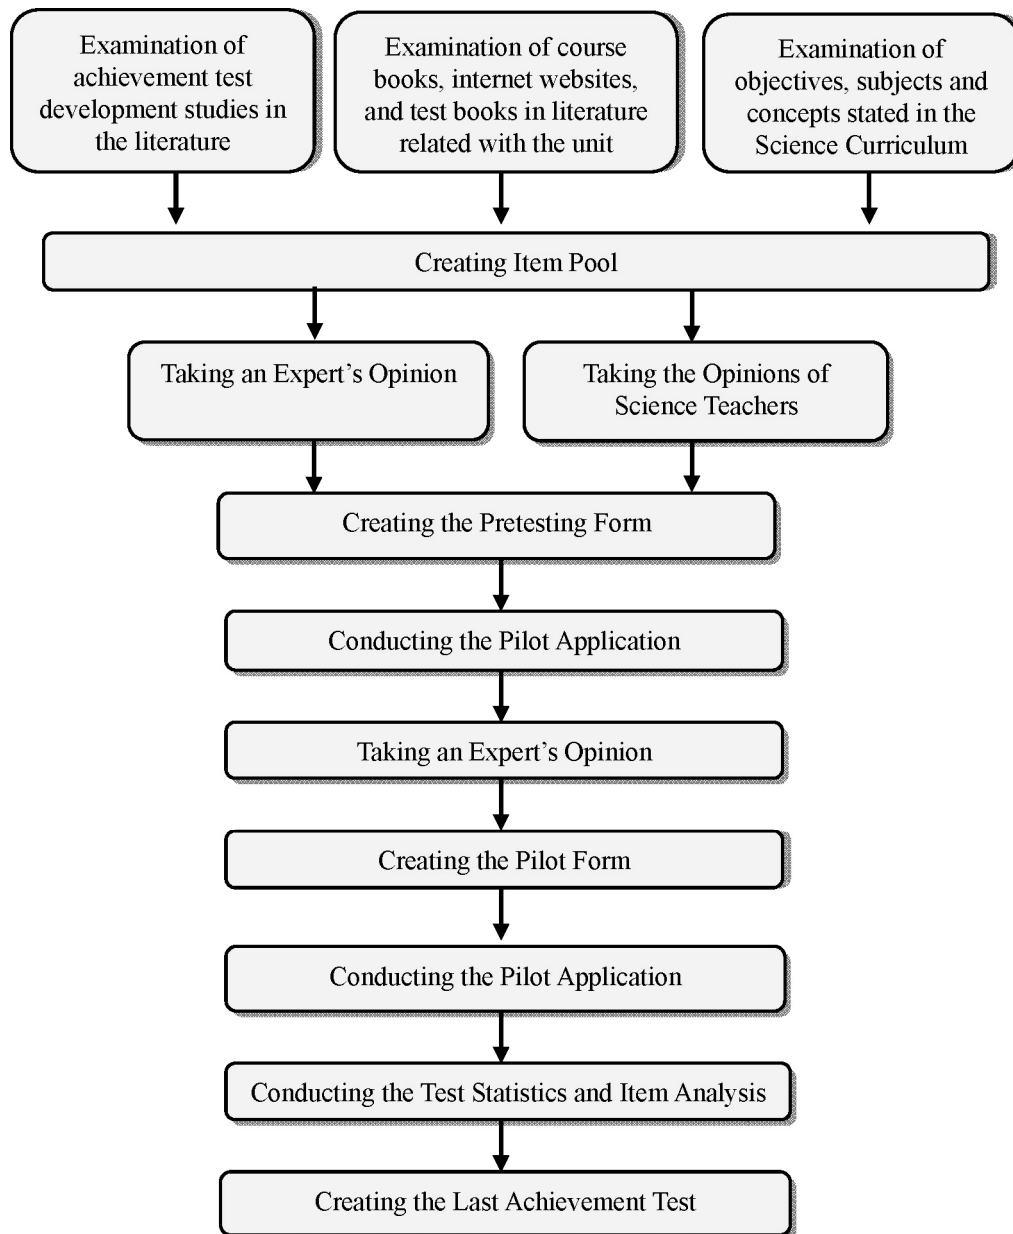 Examination of
achievement test
development studies in
the literature
Examination of course
books, internet websites,
and test books in literature
related with the unit
Examination of
objectives, subjects and
concepts stated in the
Science Curriculum
Creating Item Pool
Taking an Expert’s Opinion
Taking the Opinions of
Science Teachers
Creating the Pretesting Form
Conducting the Pilot Application
Taking an Expert’s Opinion
Creating the Pilot Form
Conducting the Pilot Application
Conducting the Test Statistics and Item Analysis
Creating the Last Achievement Test